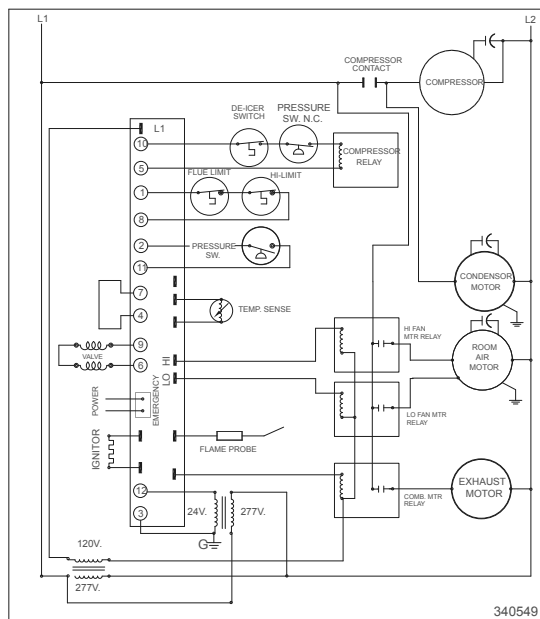 L1
L2
COMPRESSOR
CONTACT
COMPRESSOR
L1
DE-ICER
SWITCH
PRESSURE
SW. N.C.
10
COMPRESSOR
RELAY
5
FLUE LIMIT
HI-LIMIT
1
8
2
PRESSURE
SW.
11
CONDENSOR
MOTOR
7
TEMP. SENSE
4
HI FAN
MTR RELAY
ROOM
AIR
MOTOR
9
VALVE
6
HI
LO
POWER
EMERGENCY
LO FAN MTR
RELAY
IGNITOR
FLAME PROBE
EXHAUST
MOTOR
COMB. MTR
RELAY
12
24V.
277V.
3
G
120V.
277V.
340549